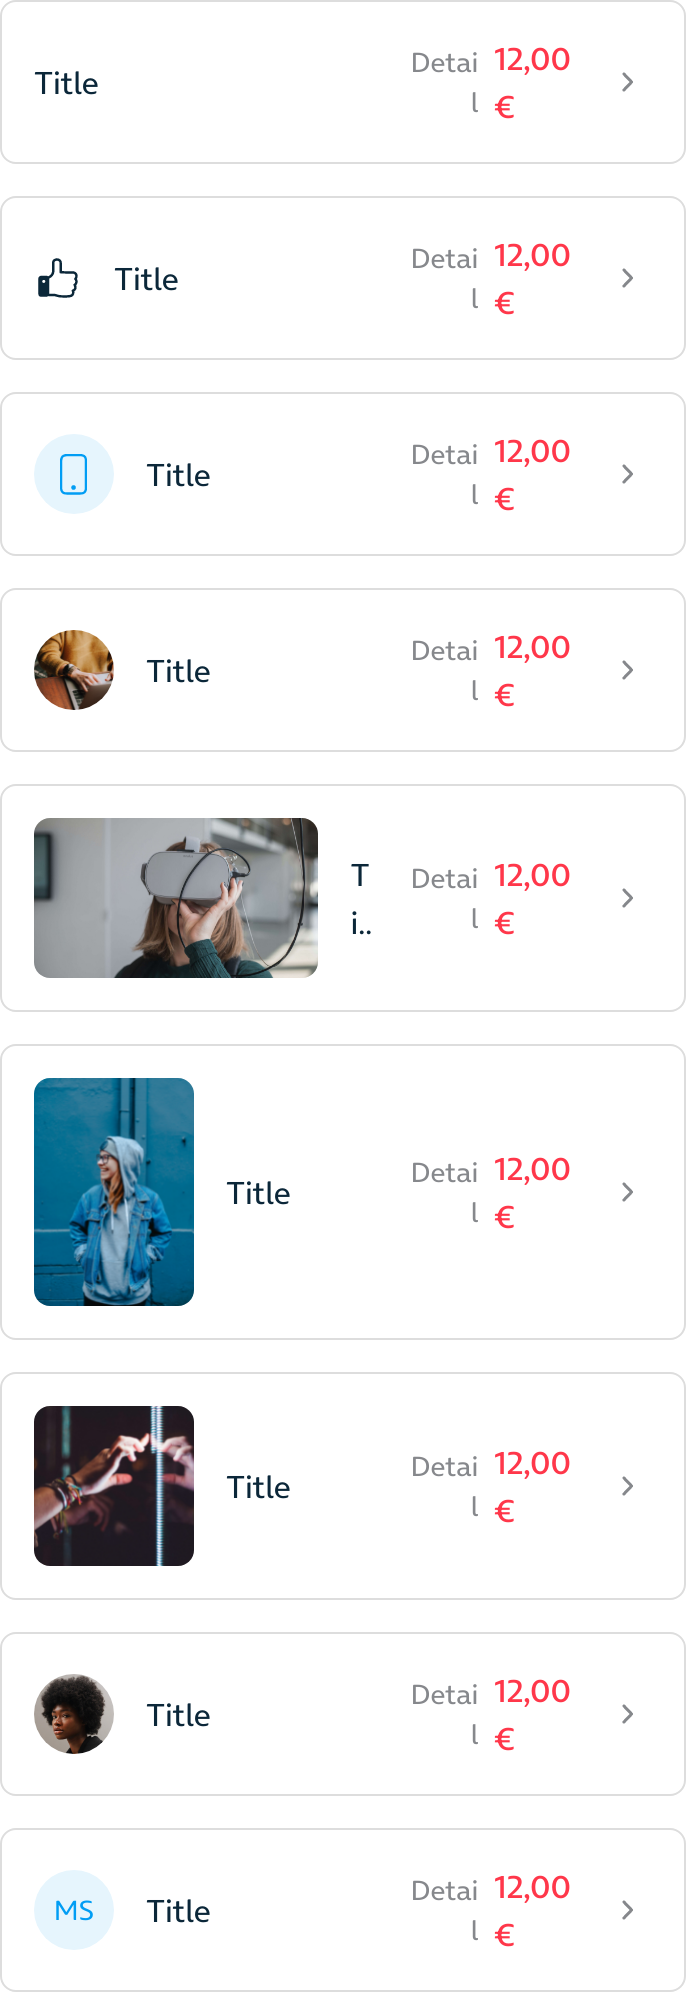 Title
Detai
l
12,00
€
Title
Detai
l
12,00
€
Title
Detai
l
12,00
€
Title
Detai
l
12,00
€
T
i..
Detai
l
12,00
€
Title
Detai
l
12,00
€
Title
Detai
l
12,00
€
Title
Detai
l
12,00
€
MS
Title
Detai
l
12,00
€